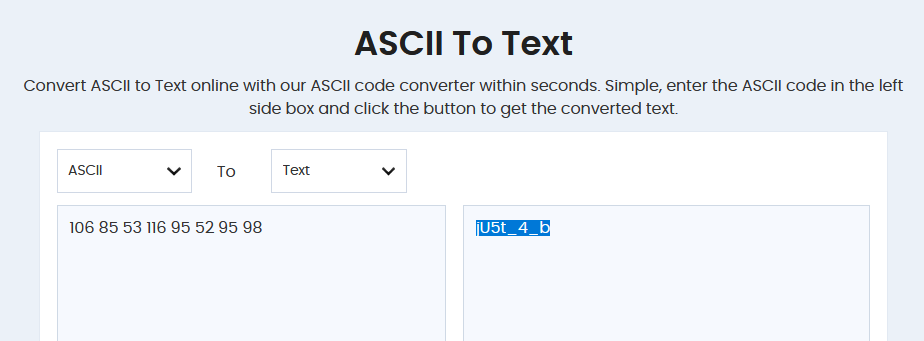 ASCII To Text
Convert ASCII to Text online with our ASCII code converter within seconds. Simple, enter the ASCII code in the left
side box and click the button to get the converted text.
ASCII To Text
106 85 53 116 95 52 95 98 jU5t_4_b